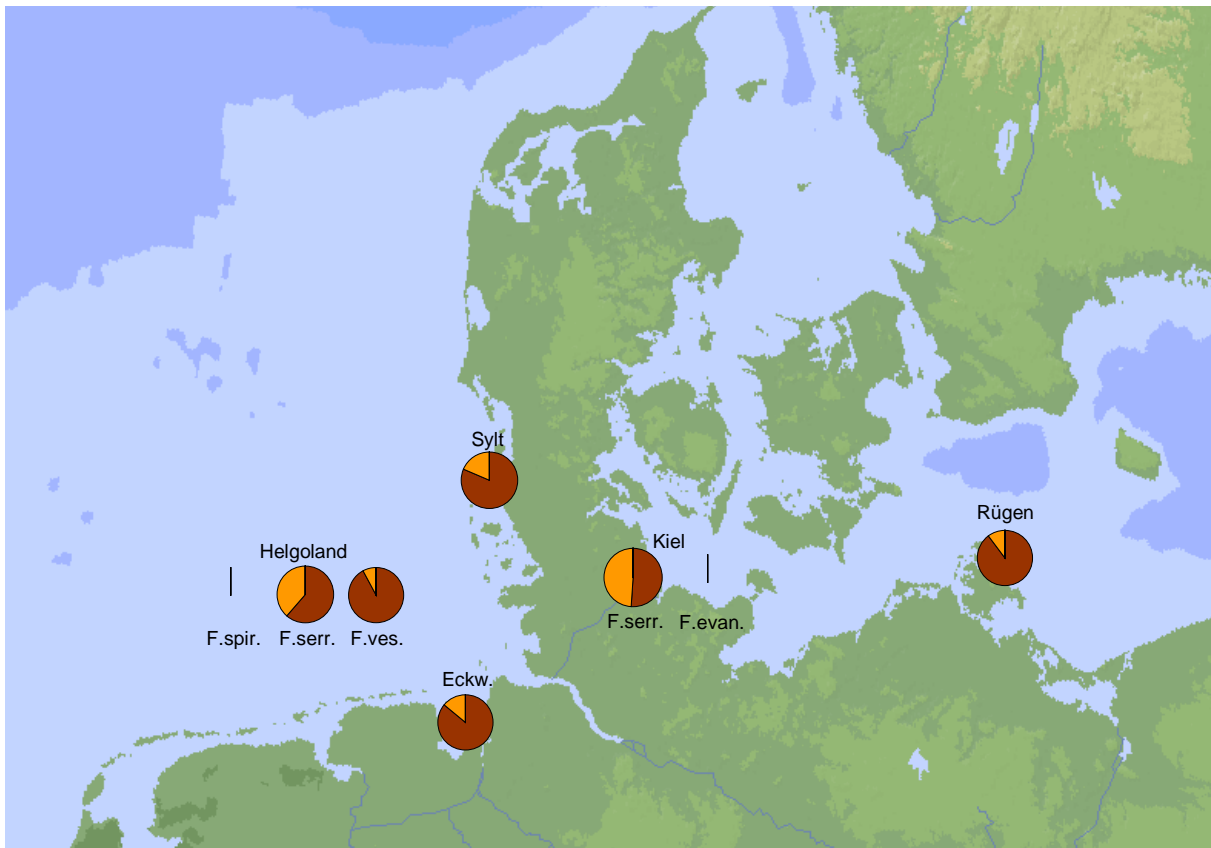 Sylt
Rügen
Kiel
Helgoland
F.serr. F.evan.
F.spir. F.serr. F.ves.
Eckw.